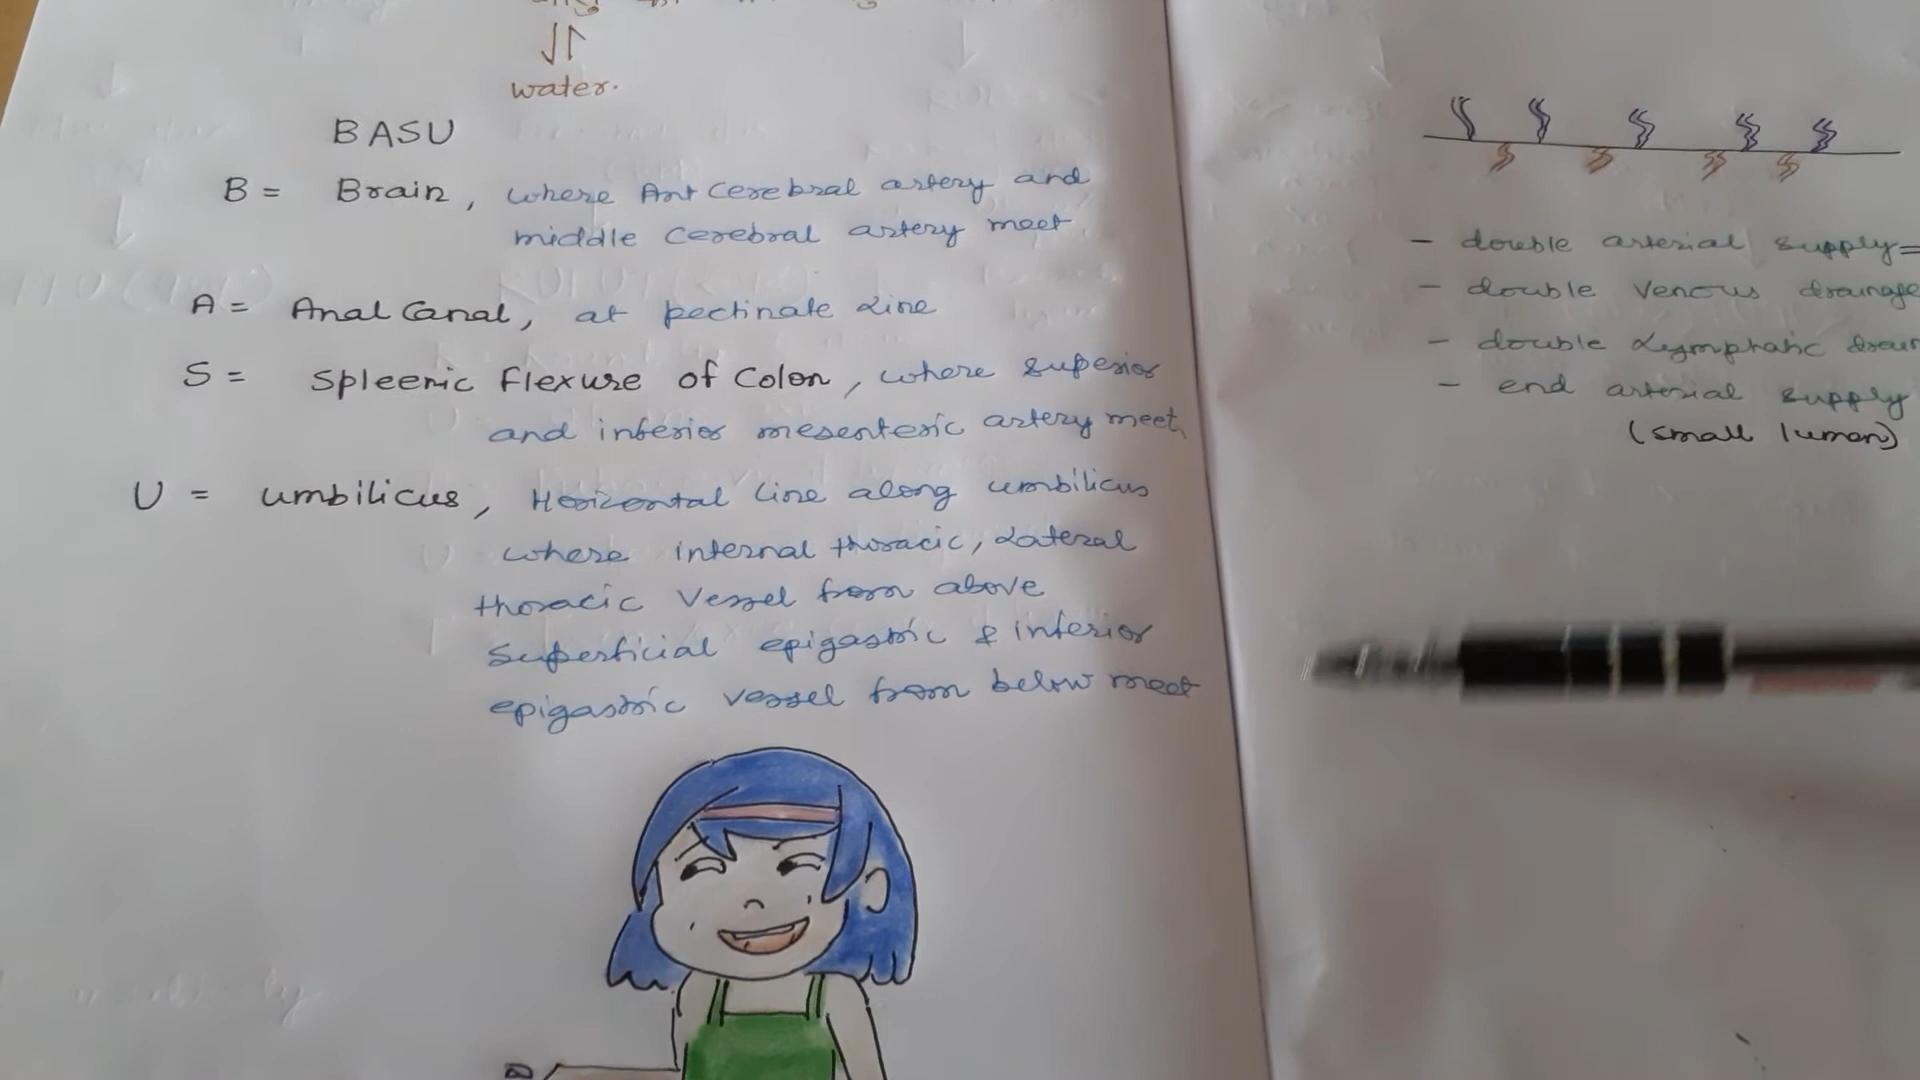 water.
BASU
B = Brain, where Ant cerebral artery and
middle cerebral artery meet
A = Anal Canal, at pectinate Line
S = Spleenic flexure of Colon, where superior
and inferior mesenteric artery meet
U = umbilicus, Horizontal line along umbilicus
where internal thoracic, Lateral
thoracic Vessel from above
Superficial epigastric & inferior
epigastric vessel from below meet
- double arterial supply=
- double Venous drainage
- double Lymphatic
- end arterial supply
(small lumen)